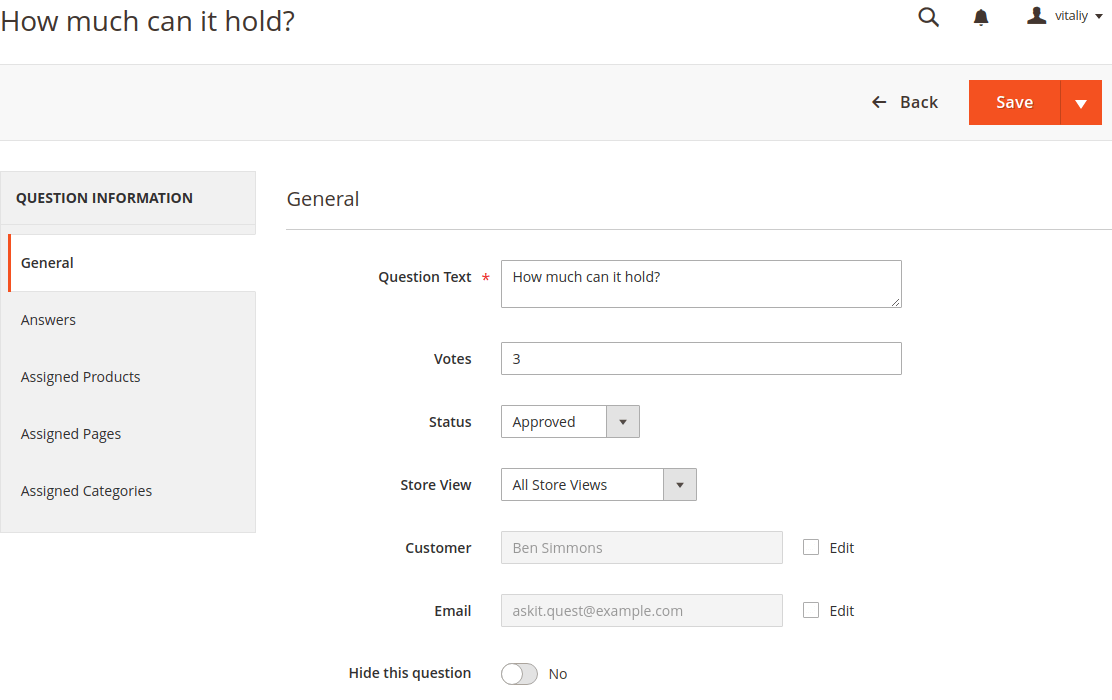 How much can it hold?
vitaliy
Back
Save
QUESTION INFORMATION
General
Answers
Assigned Products
Assigned Pages
Assigned Categories
General
Question Text *
How much can it hold?
Votes
3
Status
Approved
Store View
All Store Views
Customer
Ben Simmons
Edit
Email
askit.quest@example.com
Edit
Hide this question
No